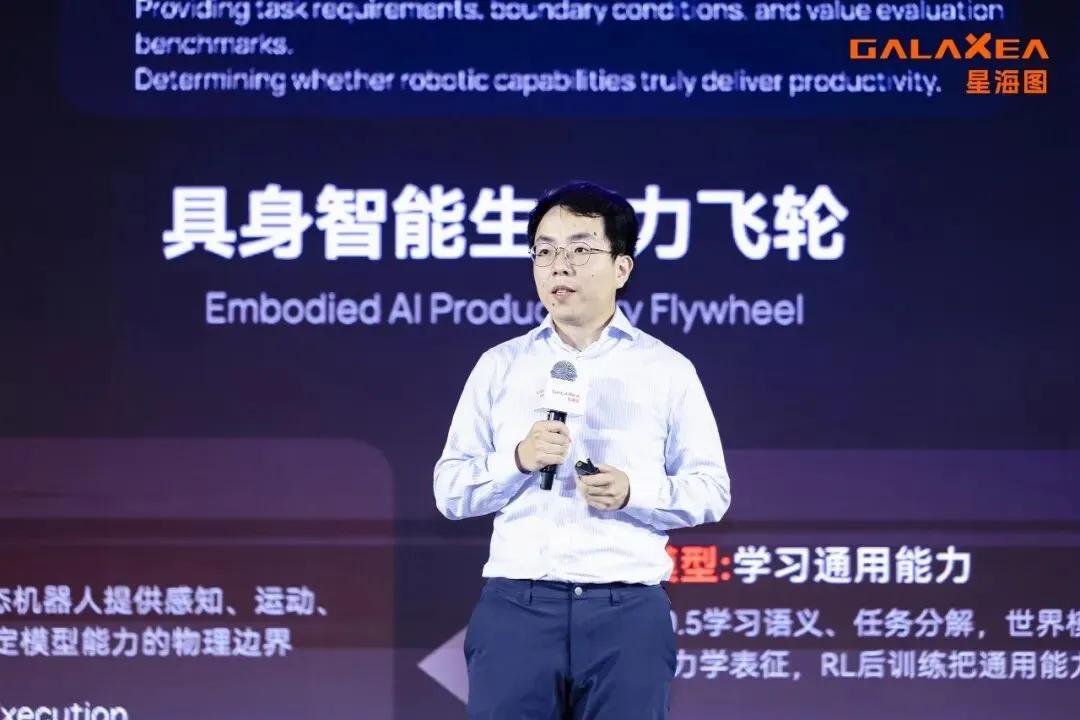 Providing task requirements, boundary conditions, and value evaluation
benchmarks.
Determining whether robotic capabilities truly deliver productivity.
GALAXEA
星海图
具身智能生 力飞轮
Embodied AI Produc y Flywheel
GALAXEA
型:学习通用能力
机器人提供感知、运动、
定模型能力的物理边界
.5学习语义、任务分解，世界
力学表征，RL后训练把通用能力
xecution